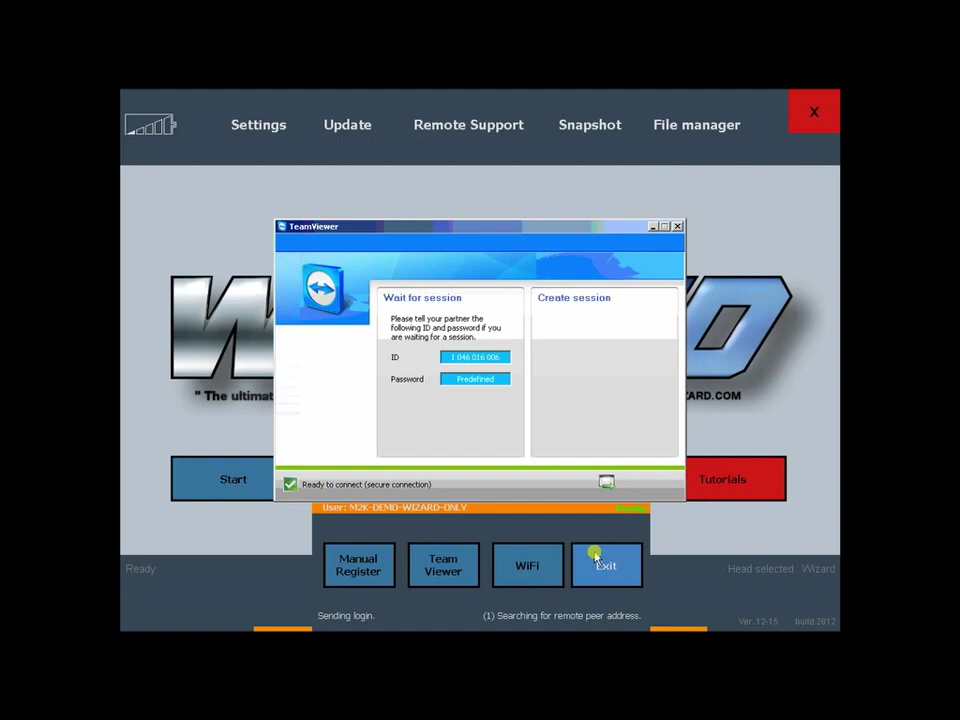 Settings
Update
Remote Support
Snapshot
File manager
X
TeamViewer
Wait for session
Please tell your partner the
following ID and password if you
are waiting for a session.
ID
1 046 016 006
Password
Predefined
Create session
Ready to connect (secure connection)
" The ultima
ARD.COM
Start
Tutorials
User: M2K-DEMO-WIZARD-ONLY
Manual
Register
Team
Viewer
WiFi
Exit
Ready
Head selected Wizard
Sending login.
(1) Searching for remote peer address.
Ver. 12-15
build:2812